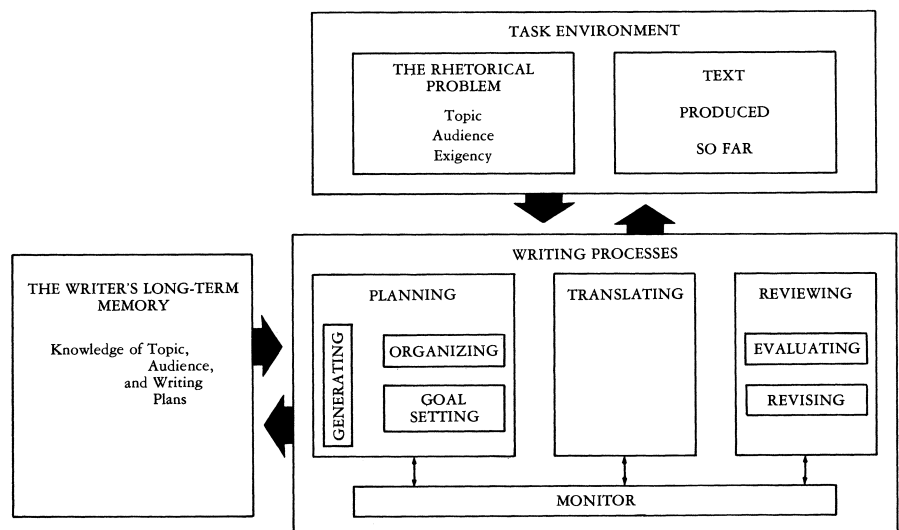 TASK ENVIRONMENT
THE RHETORICAL
PROBLEM
Topic
Audience
Exigency
TEXT
PRODUCED
SO FAR
THE WRITER'S LONG-TERM
MEMORY
Knowledge of Topic,
Audience,
and Writing
Plans
WRITING PROCESSES
PLANNING
GENERATING
ORGANIZING
GOAL
SETTING
TRANSLATING
REVIEWING
EVALUATING
REVISING
MONITOR